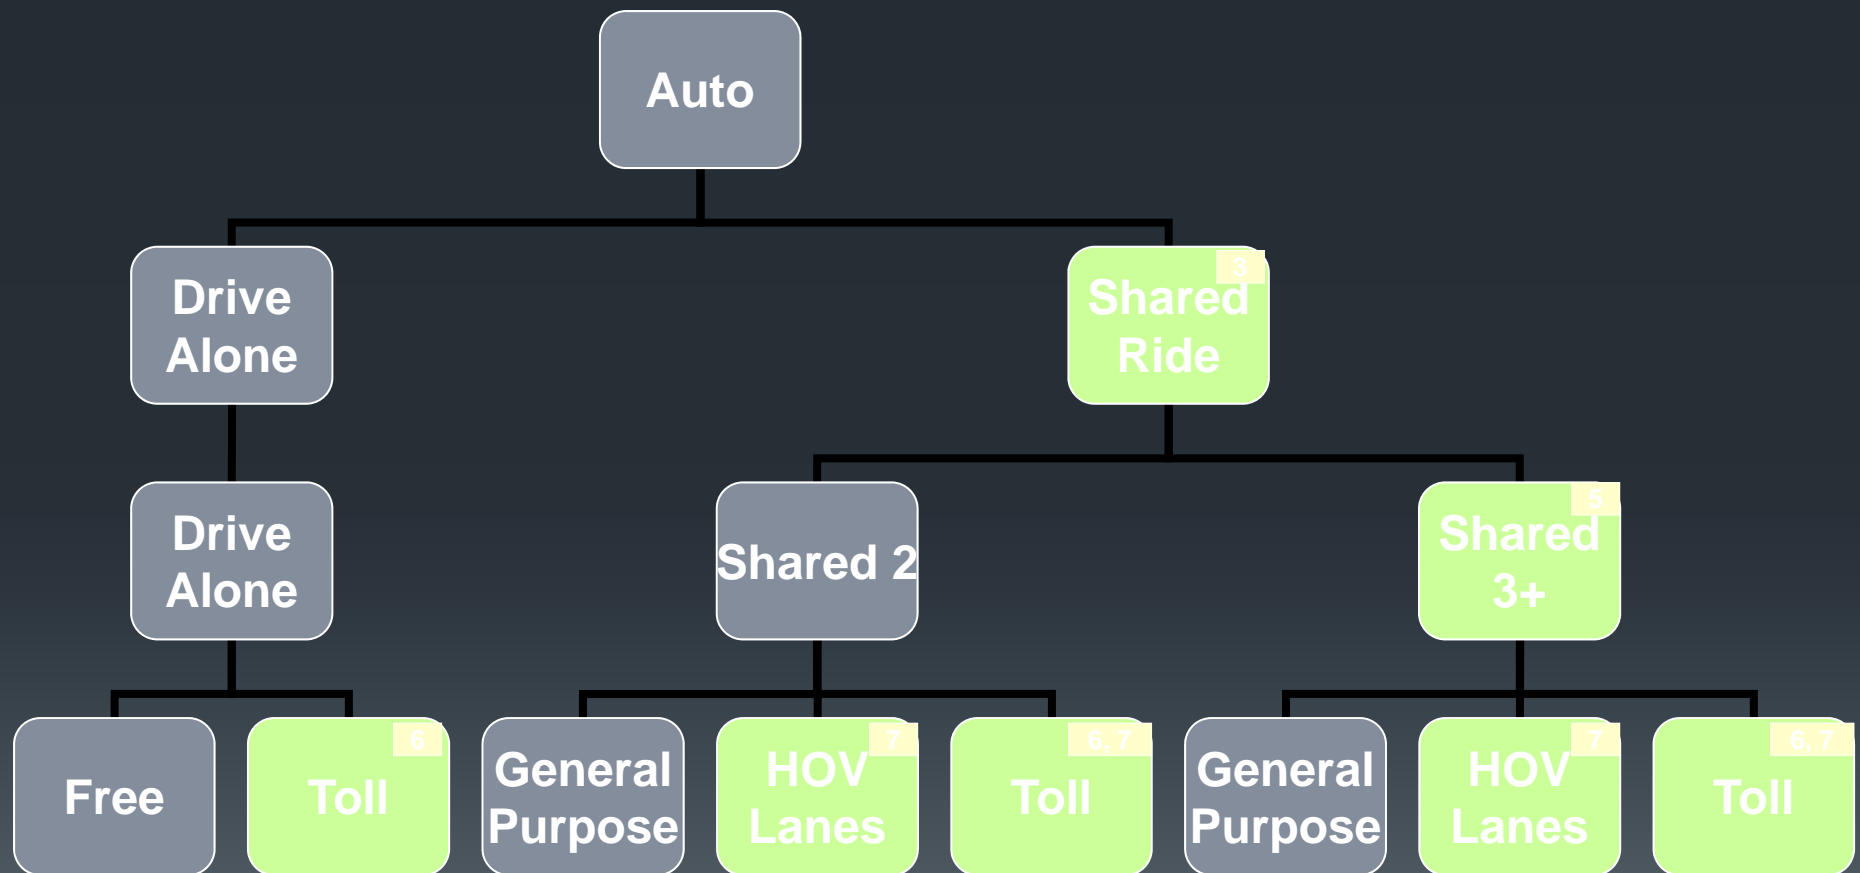 Auto
Drive
Alone
3
Shared
Ride
Drive
Alone
Shared 2
5
Shared
3+
Free
6
Toll
General
Purpose
7
HOV
Lanes
6, 7
Toll
General
Purpose
7
HOV
Lanes
6, 7
Toll